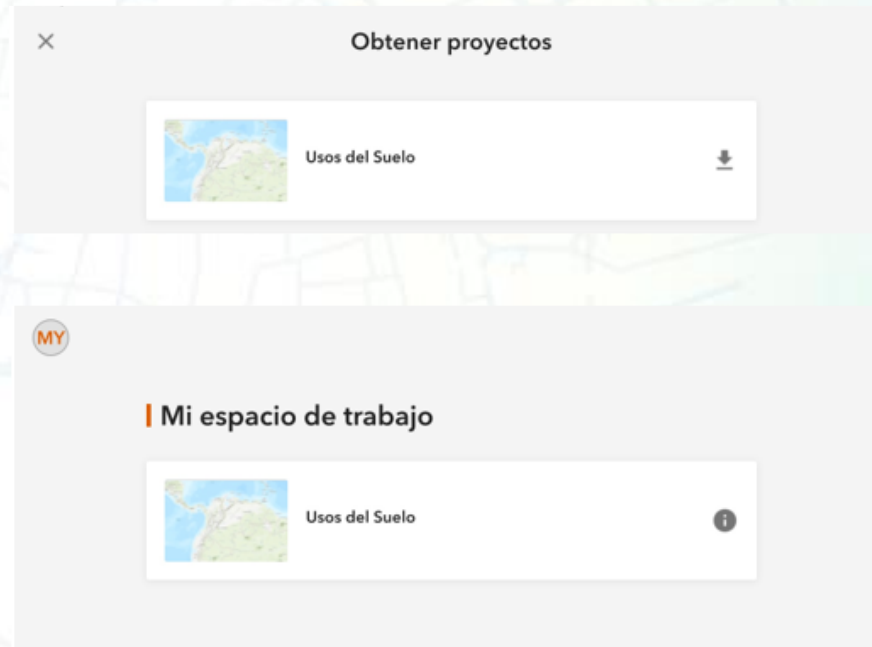 Obtener proyectos
Usos del Suelo
MY
Mi espacio de trabajo
Usos del Suelo